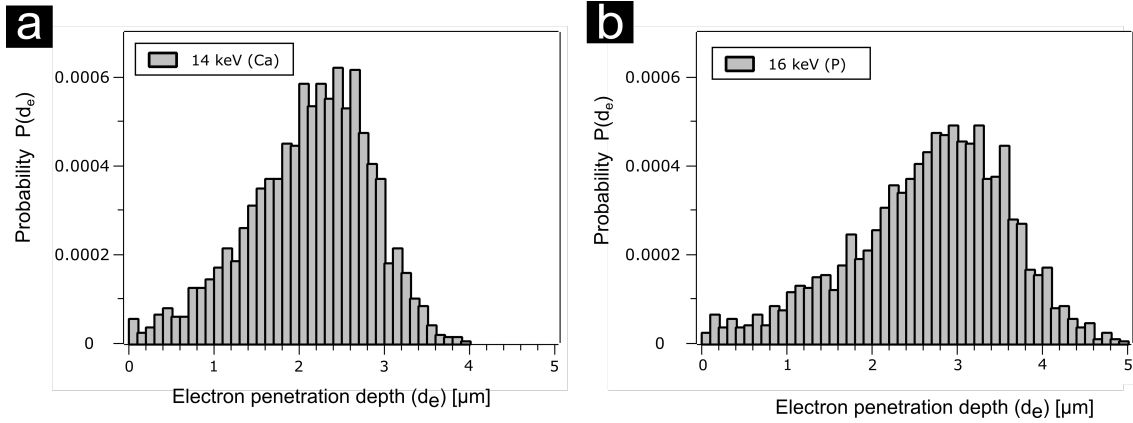 a
14 keV (Ca)
0.0006
0.0004
0.0002
0
Probability P(de)
0 1 2 3 4 5
Electron penetration depth (de) [µm]
b
16 keV (P)
0.0006
0.0004
0.0002
0
Probability P(de)
0 1 2 3 4 5
Electron penetration depth (de) [µm]